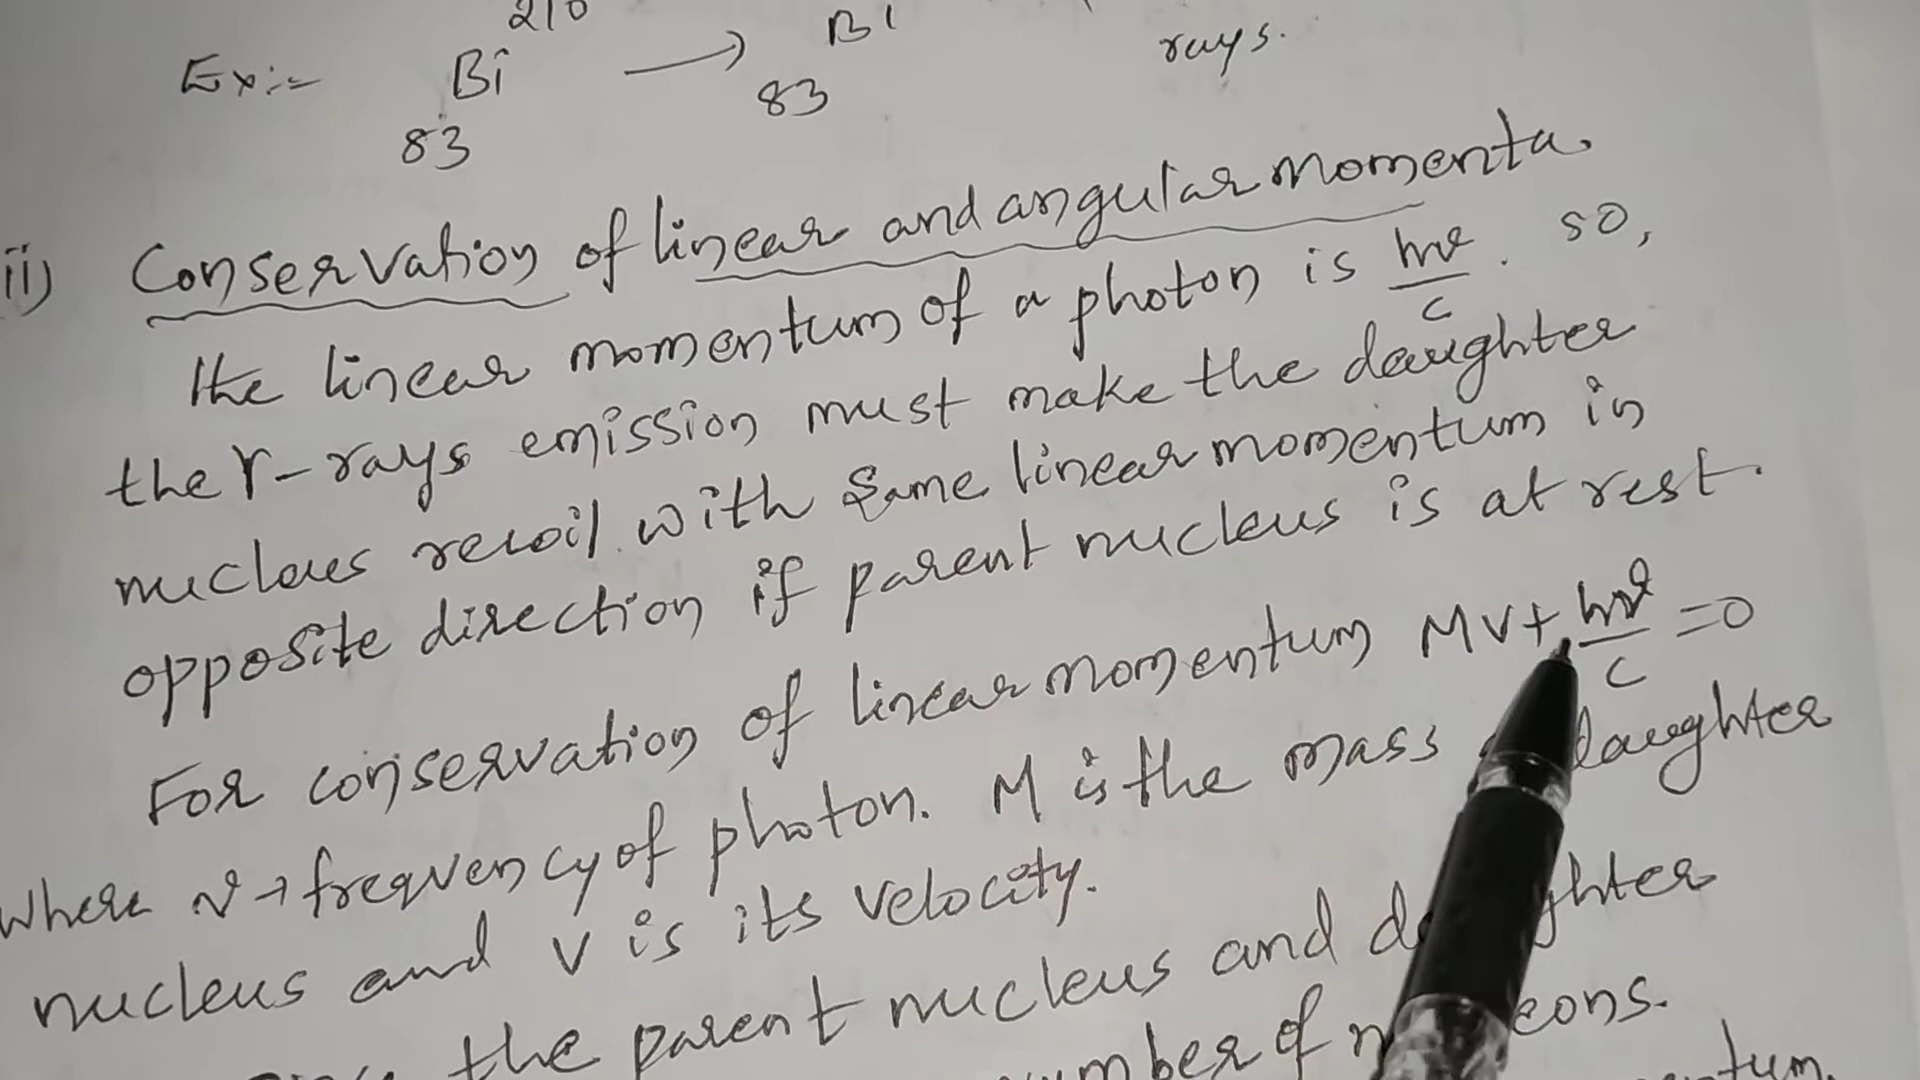 210 Bi
Ex:- Bi → rays.
83 83
ii) Conservation of linear and angular momenta.
the linear momentum of a photon is hν/c. so,
the γ-rays emission must make the daughter
nucleus recoil with same linear momentum in
opposite direction if parent nucleus is at rest.
For conservation of linear momentum MV + hν/c = 0
where ν → frequency of photon. M is the mass daughter
nucleus and V is its velocity.
the parent nucleus and daughter
number of